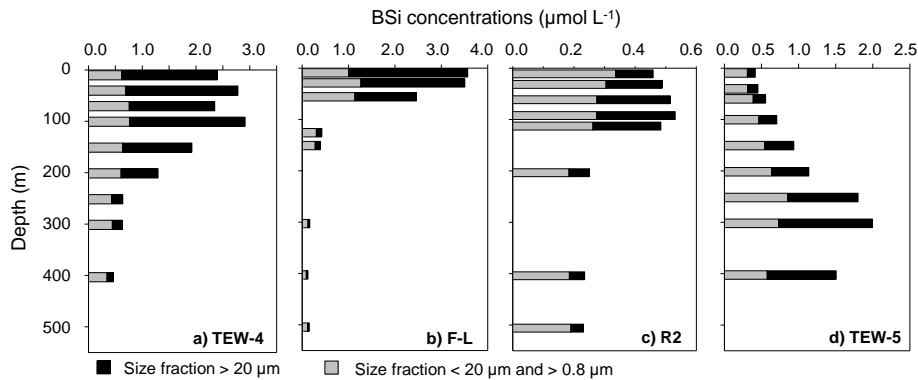 BSi concentrations (µmol L-1)
0.0 1.0 2.0 3.0
0.0 1.0 2.0 3.0 4.0
0.0 0.2 0.4 0.6
0.0 0.5 1.0 1.5 2.0 2.5
Depth (m)
0
100
200
300
400
500
a) TEW-4
b) F-L
c) R2
d) TEW-5
Size fraction > 20 µm
Size fraction < 20 µm and > 0.8 µm